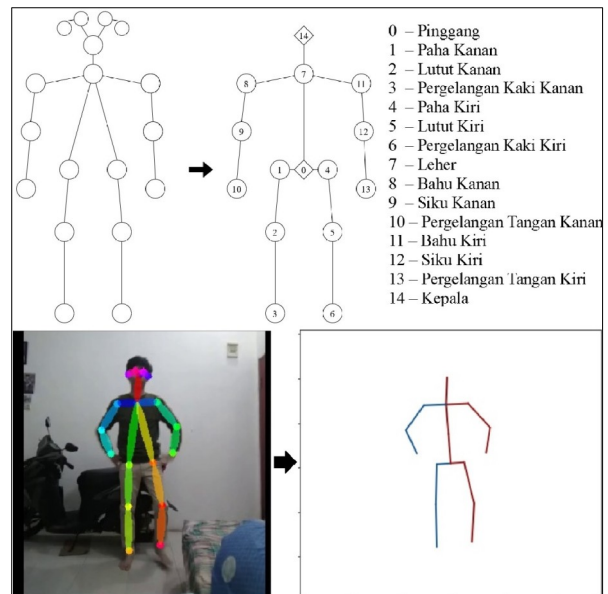 14
7
8
11
9
12
10
1
0
4
13
2
5
3
6
0 – Pinggang
1 – Paha Kanan
2 – Lutut Kanan
3 – Pergelangan Kaki Kanan
4 – Paha Kiri
5 – Lutut Kiri
6 – Pergelangan Kaki Kiri
7 – Leher
8 – Bahu Kanan
9 – Siku Kanan
10 – Pergelangan Tangan Kanan
11 – Bahu Kiri
12 – Siku Kiri
13 – Pergelangan Tangan Kiri
14 – Kepala